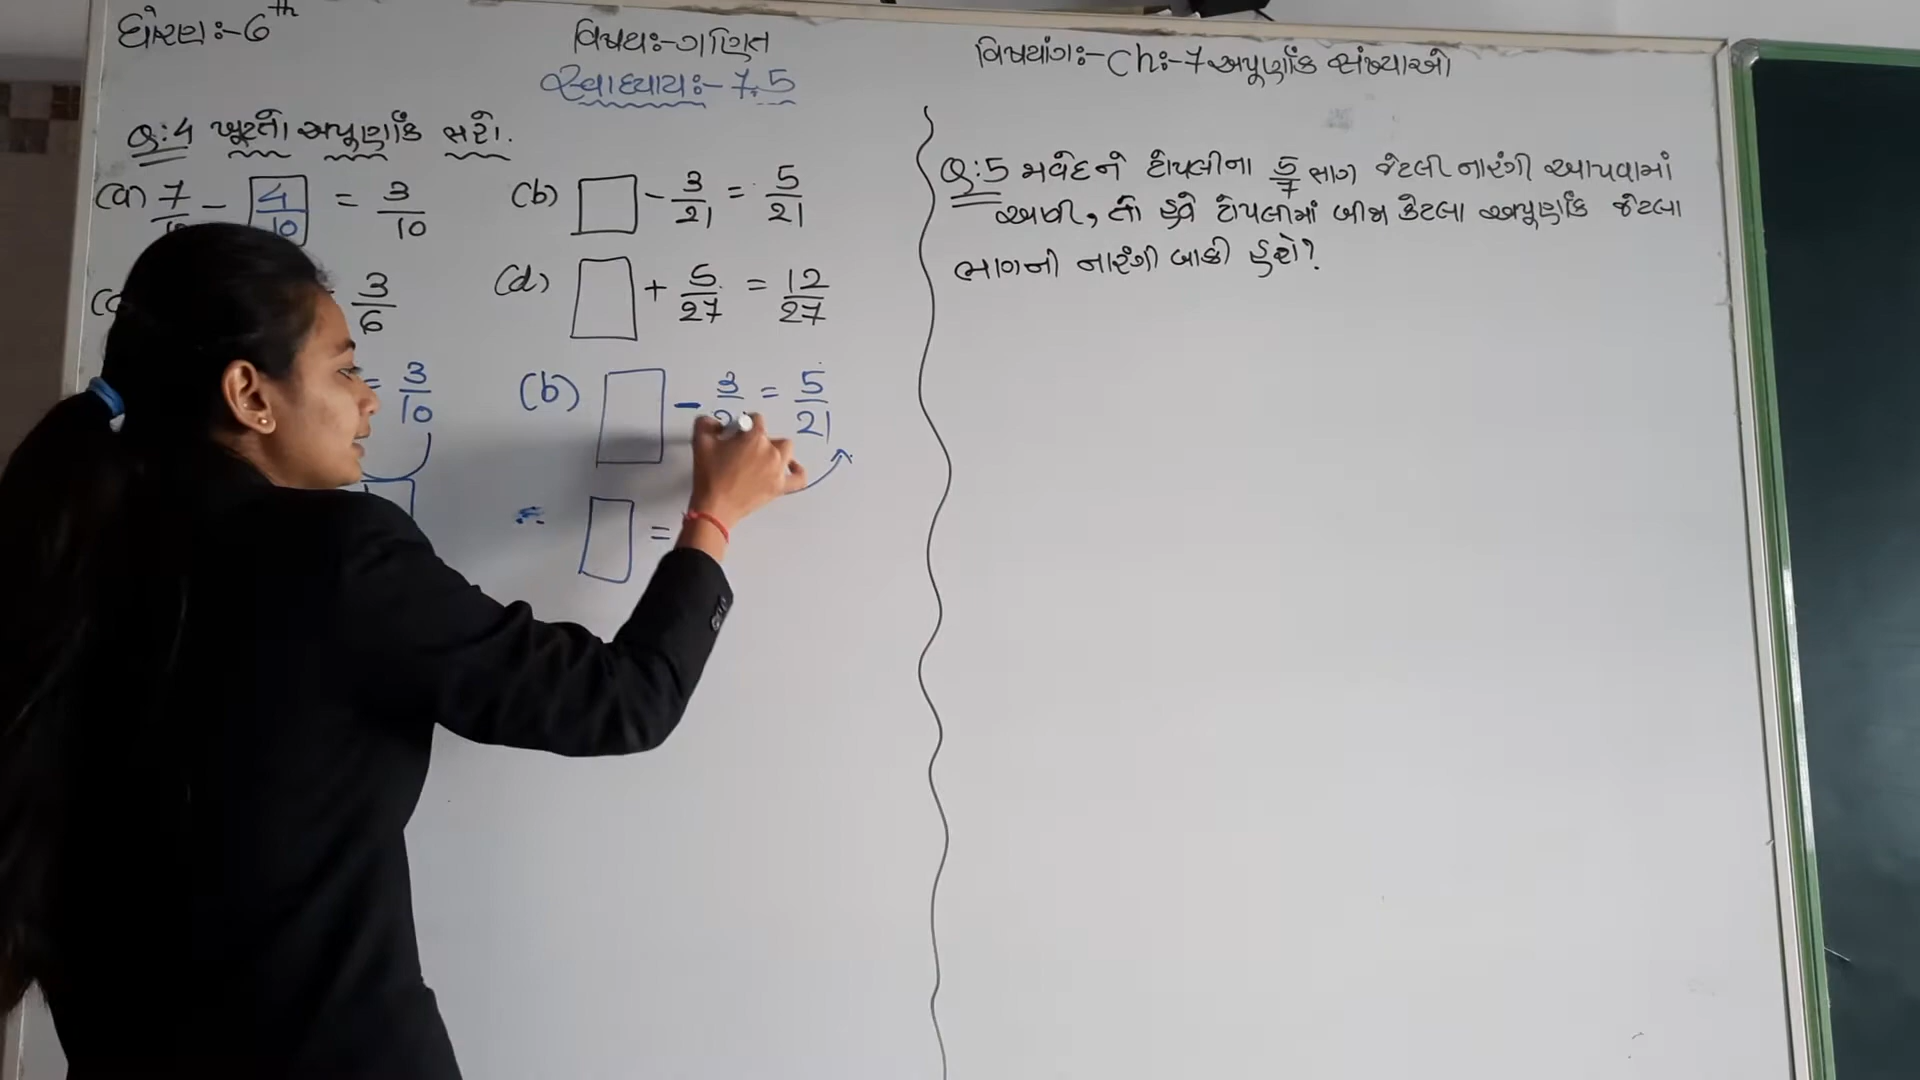 ધોરણ:-6th
વિષય:-ગણિત
વિષયાંગ:-Ch:-7 અપૂર્ણાંક સંખ્યાઓ
સ્વાધ્યાય:- 7.5
Q:4 ખૂટતો અપૂર્ણાંક ભરો.
(a) 7/ - 4/10 = 3/10
(b) □ - 3/21 = 5/21
3/6
(d) □ + 5/27 = 12/27
= 3/10
(b) □ - 3/ = 5/21
□ =
Q:5 જાવેદને ટોપલીના 5/7 ભાગ જેટલી નારંગી આપવામાં
આવી, તો હવે ટોપલીમાં બીજા કેટલા અપૂર્ણાંક જેટલા
ભાગની નારંગી બાકી હશે?